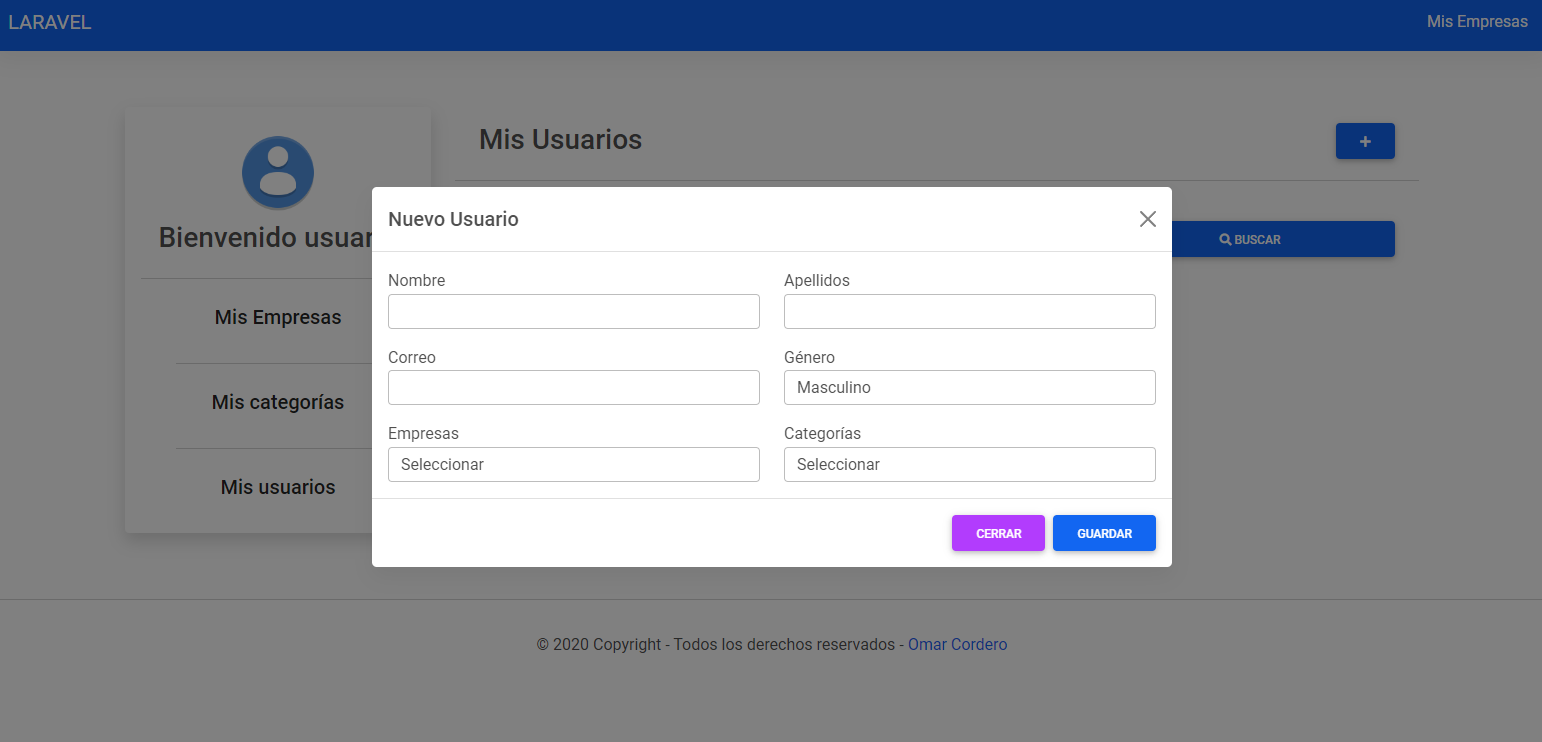 LARAVEL
Mis Empresas
Bienvenido
Mis Empresas
Mis categorías
Mis usuarios
Mis Usuarios
+
BUSCAR
Nuevo Usuario
Nombre
Apellidos
Correo
Género
Masculino
Empresas
Categorías
Seleccionar
Seleccionar
CERRAR
GUARDAR
© 2020 Copyright - Todos los derechos reservados - Omar Cordero